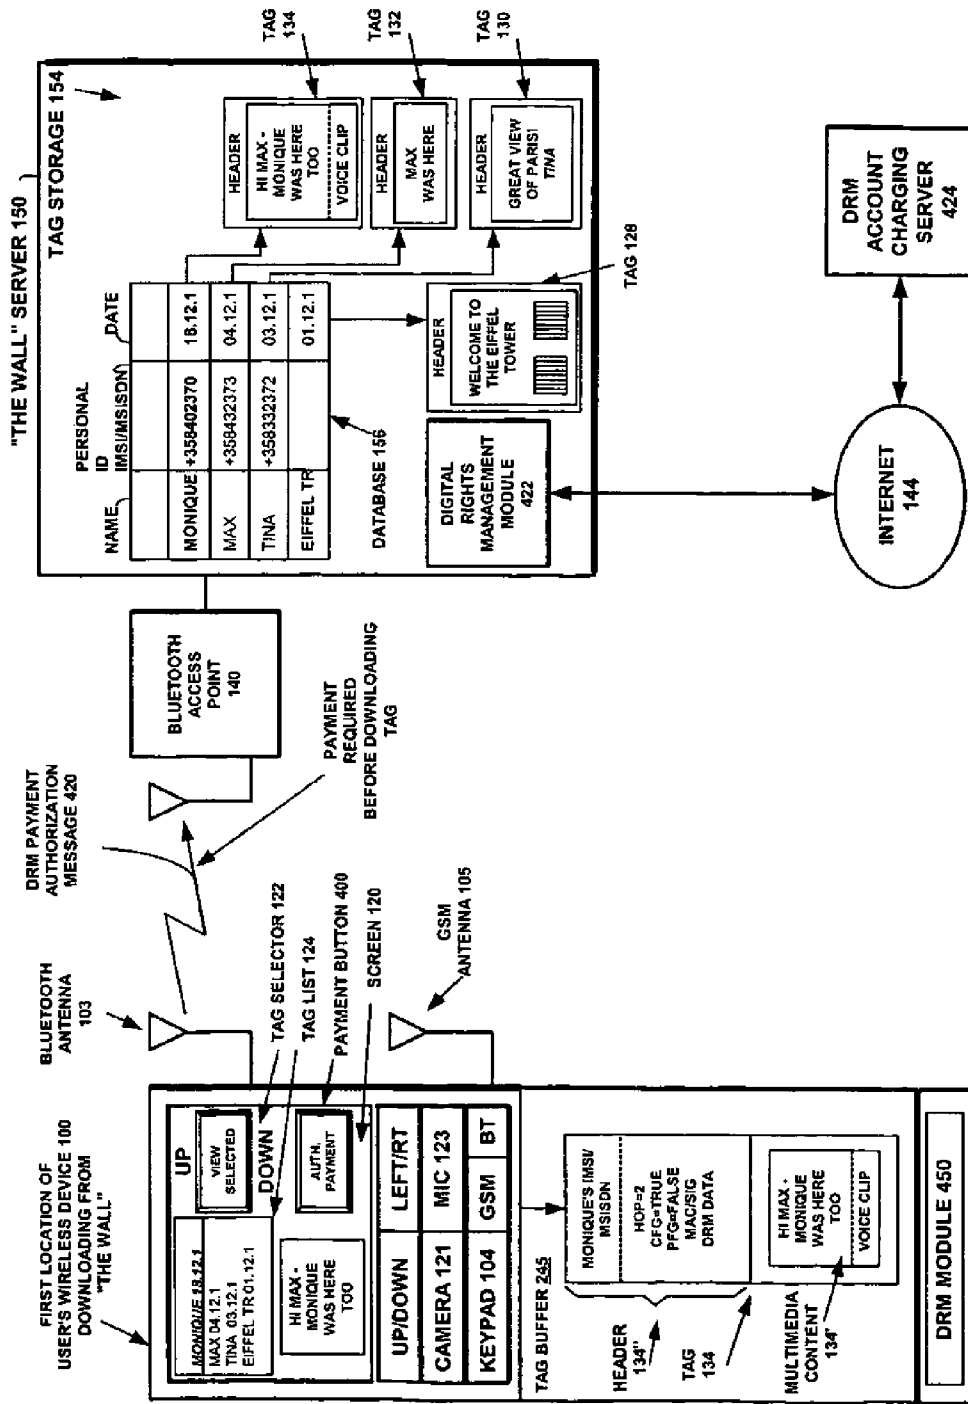 FIRST LOCATION OF
USER'S WIRELESS DEVICE 100
DOWNLOADING FROM
"THE WALL"
BLUETOOTH
ANTENNA
103
DRM PAYMENT
AUTHORIZATION
MESSAGE 420
MONIQUE 18.12.1
MAX 04.12.1
TINA 03.12.1
EIFFEL TR 01.12.1
HI MAX -
MONIQUE
WAS HERE
TOO
UP
VIEW
SELECTED
DOWN
AUTH.
PAYMENT
TAG SELECTOR 122
TAG LIST 124
PAYMENT BUTTON 400
SCREEN 120
GSM
ANTENNA 105
UP/DOWN
LEFT/RT
CAMERA 121
MIC 123
KEYPAD 104
GSM
BT
TAG BUFFER 245
HEADER
134"
TAG
134
MULTIMEDIA
CONTENT
134'
MONIQUE'S IMSI/
MSISDN
HOP=2
CFG=TRUE
PFG=FALSE
MAC/SIG
DRM DATA
HI MAX -
MONIQUE
WAS HERE
TOO
VOICE CLIP
DRM MODULE 450
PAYMENT
REQUIRED
BEFORE DOWNLOADING
TAG
BLUETOOTH
ACCESS
POINT
140
"THE WALL" SERVER 150
TAG STORAGE 154
NAME
PERSONAL
ID
IMSI/MSISDN
DATE
MONIQUE +358402370 18.12.1
MAX +358432373 04.12.1
TINA +358332372 03.12.1
EIFFEL TR 01.12.1
DATABASE 156
HEADER
HI MAX -
MONIQUE
WAS HERE
TOO
VOICE CLIP
TAG
134
HEADER
MAX
WAS HERE
TAG
132
HEADER
GREAT VIEW
OF PARIS!
TINA
TAG
130
HEADER
WELCOME TO
THE EIFFEL
TOWER
TAG 128
DIGITAL
RIGHTS
MANAGEMENT
MODULE
422
INTERNET
144
DRM
ACCOUNT
CHARGING
SERVER
424